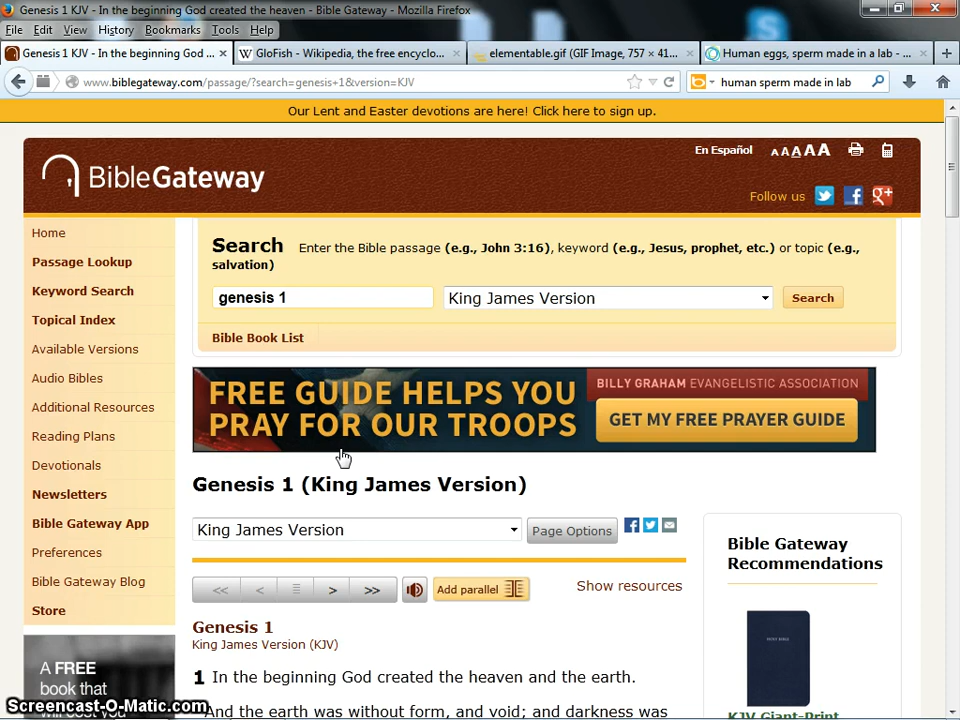 Genesis 1 KJV - In the beginning God created the heaven - Bible Gateway - Mozilla Firefox
File Edit View History Bookmarks Tools Help
Genesis 1 KJV - In the beginning God ...
GloFish - Wikipedia, the free encyclo...
elementable.gif (GIF Image, 757 × 41...
Human eggs, sperm made in a lab - ...
www.biblegateway.com/passage/?search=genesis+1&version=KJV
human sperm made in lab
Our Lent and Easter devotions are here! Click here to sign up.
En Español A A A A A
BibleGateway
Follow us
Home
Passage Lookup
Keyword Search
Topical Index
Available Versions
Audio Bibles
Additional Resources
Reading Plans
Devotionals
Newsletters
Bible Gateway App
Preferences
Bible Gateway Blog
Store
A FREE
book that
Search Enter the Bible passage (e.g., John 3:16), keyword (e.g., Jesus, prophet, etc.) or topic (e.g.,
salvation)
genesis 1 King James Version Search
Bible Book List
FREE GUIDE HELPS YOU
PRAY FOR OUR TROOPS
BILLY GRAHAM EVANGELISTIC ASSOCIATION
GET MY FREE PRAYER GUIDE
Genesis 1 (King James Version)
King James Version Page Options
<< < ≡ > >> Add parallel Show resources
Genesis 1
King James Version (KJV)
1 In the beginning God created the heaven and the earth.
And the earth was without form, and void; and darkness was
Bible Gateway
Recommendations
HOLY BIBLE
KJV Giant-Print
Screencast-O-Matic.com